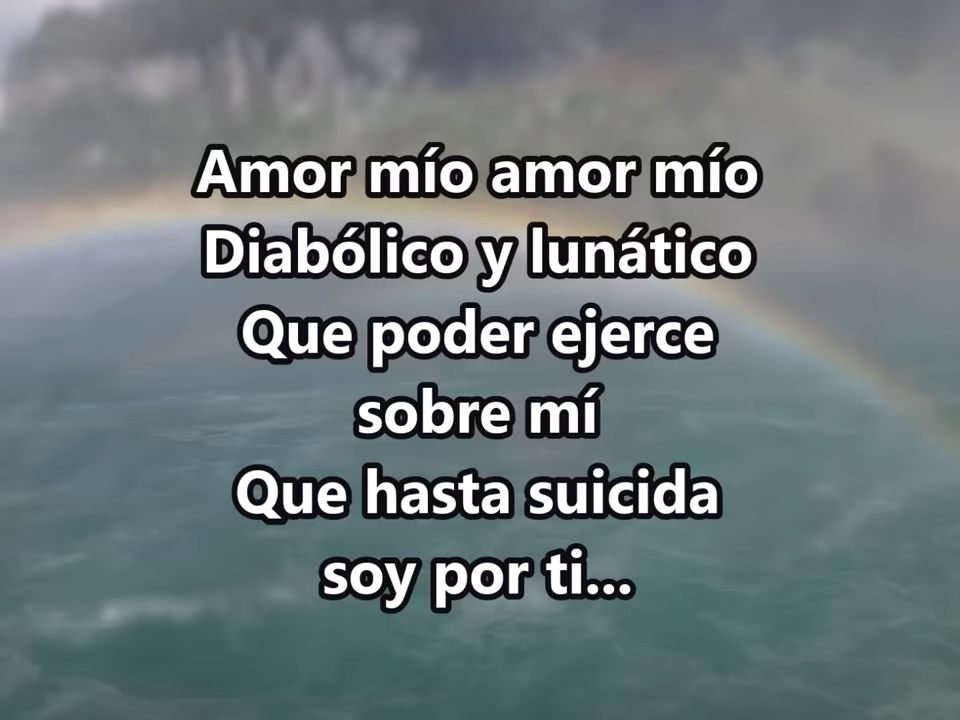 Amor mío amor mío
Diabólico y lunático
Que poder ejerce
sobre mí
Que hasta suicida
soy por ti...